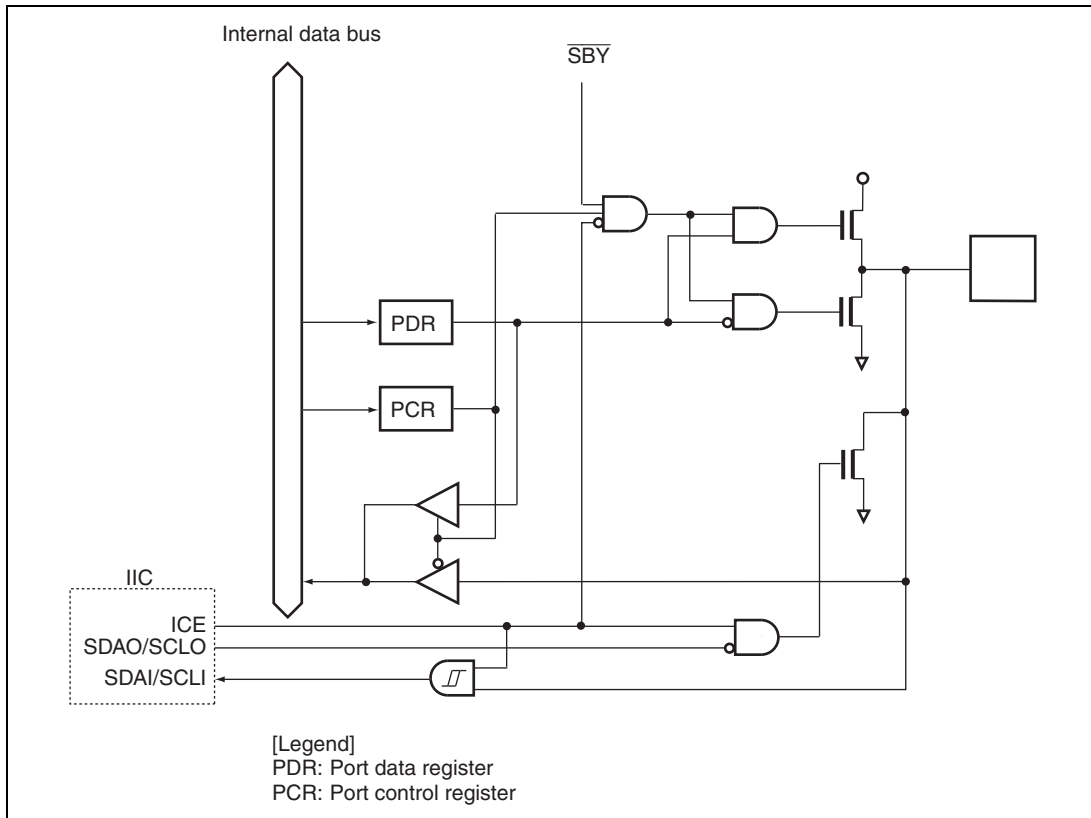 Internal data bus
SBY
PDR
PCR
IIC
ICE
SDAO/SCLO
SDAI/SCLI
[Legend]
PDR: Port data register
PCR: Port control register